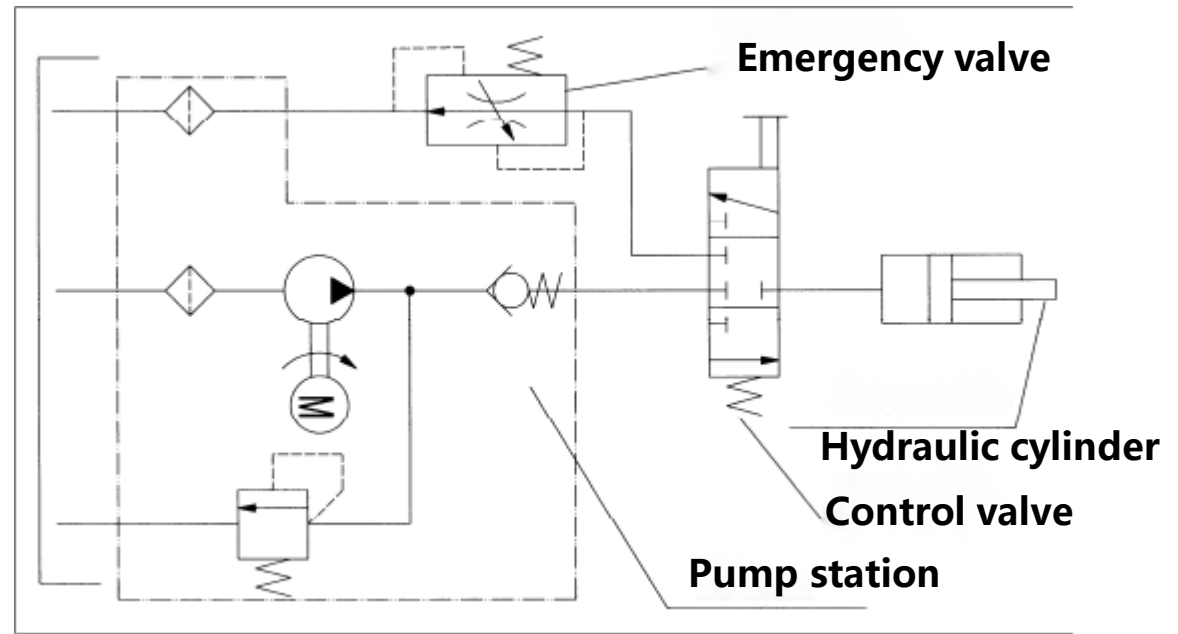 Emergency valve
M
Hydraulic cylinder
Control valve
Pump station